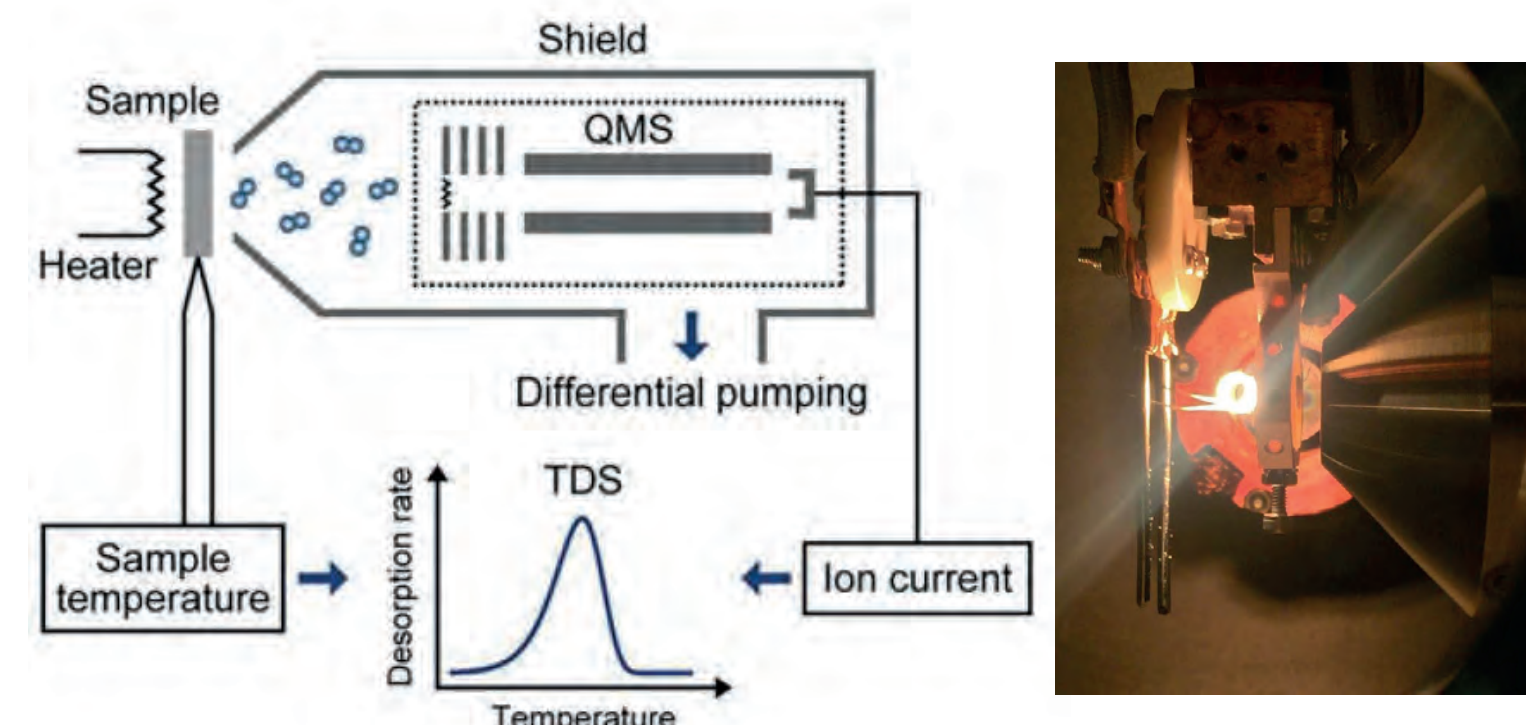 Shield
Sample
QMS
Heater
Differential pumping
TDS
Desorption rate
Sample
temperature
Ion current
Temperature